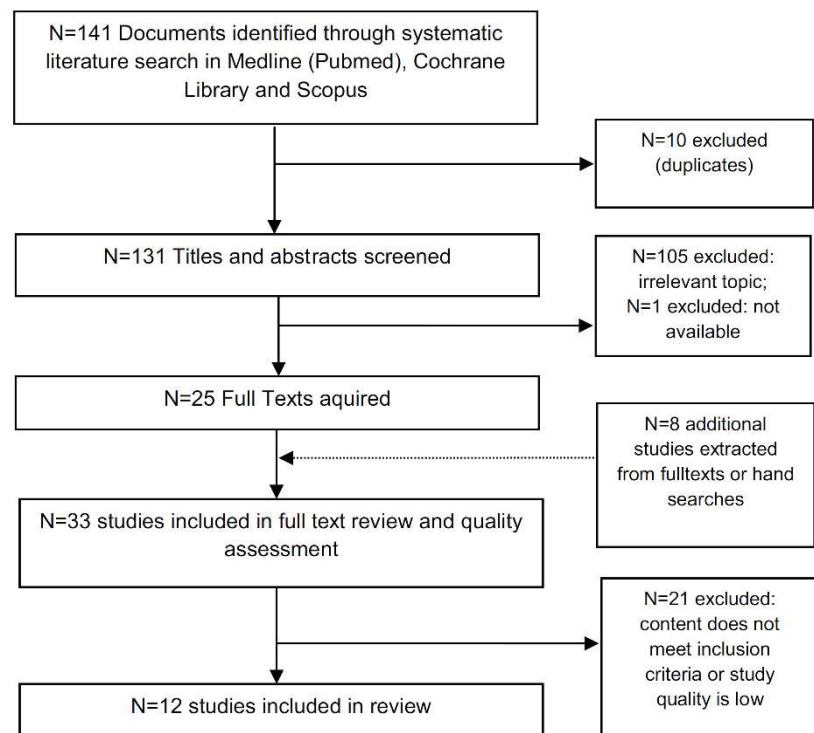 N=141 Documents identified through systematic
literature search in Medline (Pubmed), Cochrane
Library and Scopus
N=10 excluded
(duplicates)
N=131 Titles and abstracts screened
N=105 excluded:
irrelevant topic;
N=1 excluded: not
available
N=25 Full Texts aquired
N=8 additional
studies extracted
from fulltexts or hand
searches
N=33 studies included in full text review and quality
assessment
N=21 excluded:
content does not
meet inclusion
criteria or study
quality is low
N=12 studies included in review